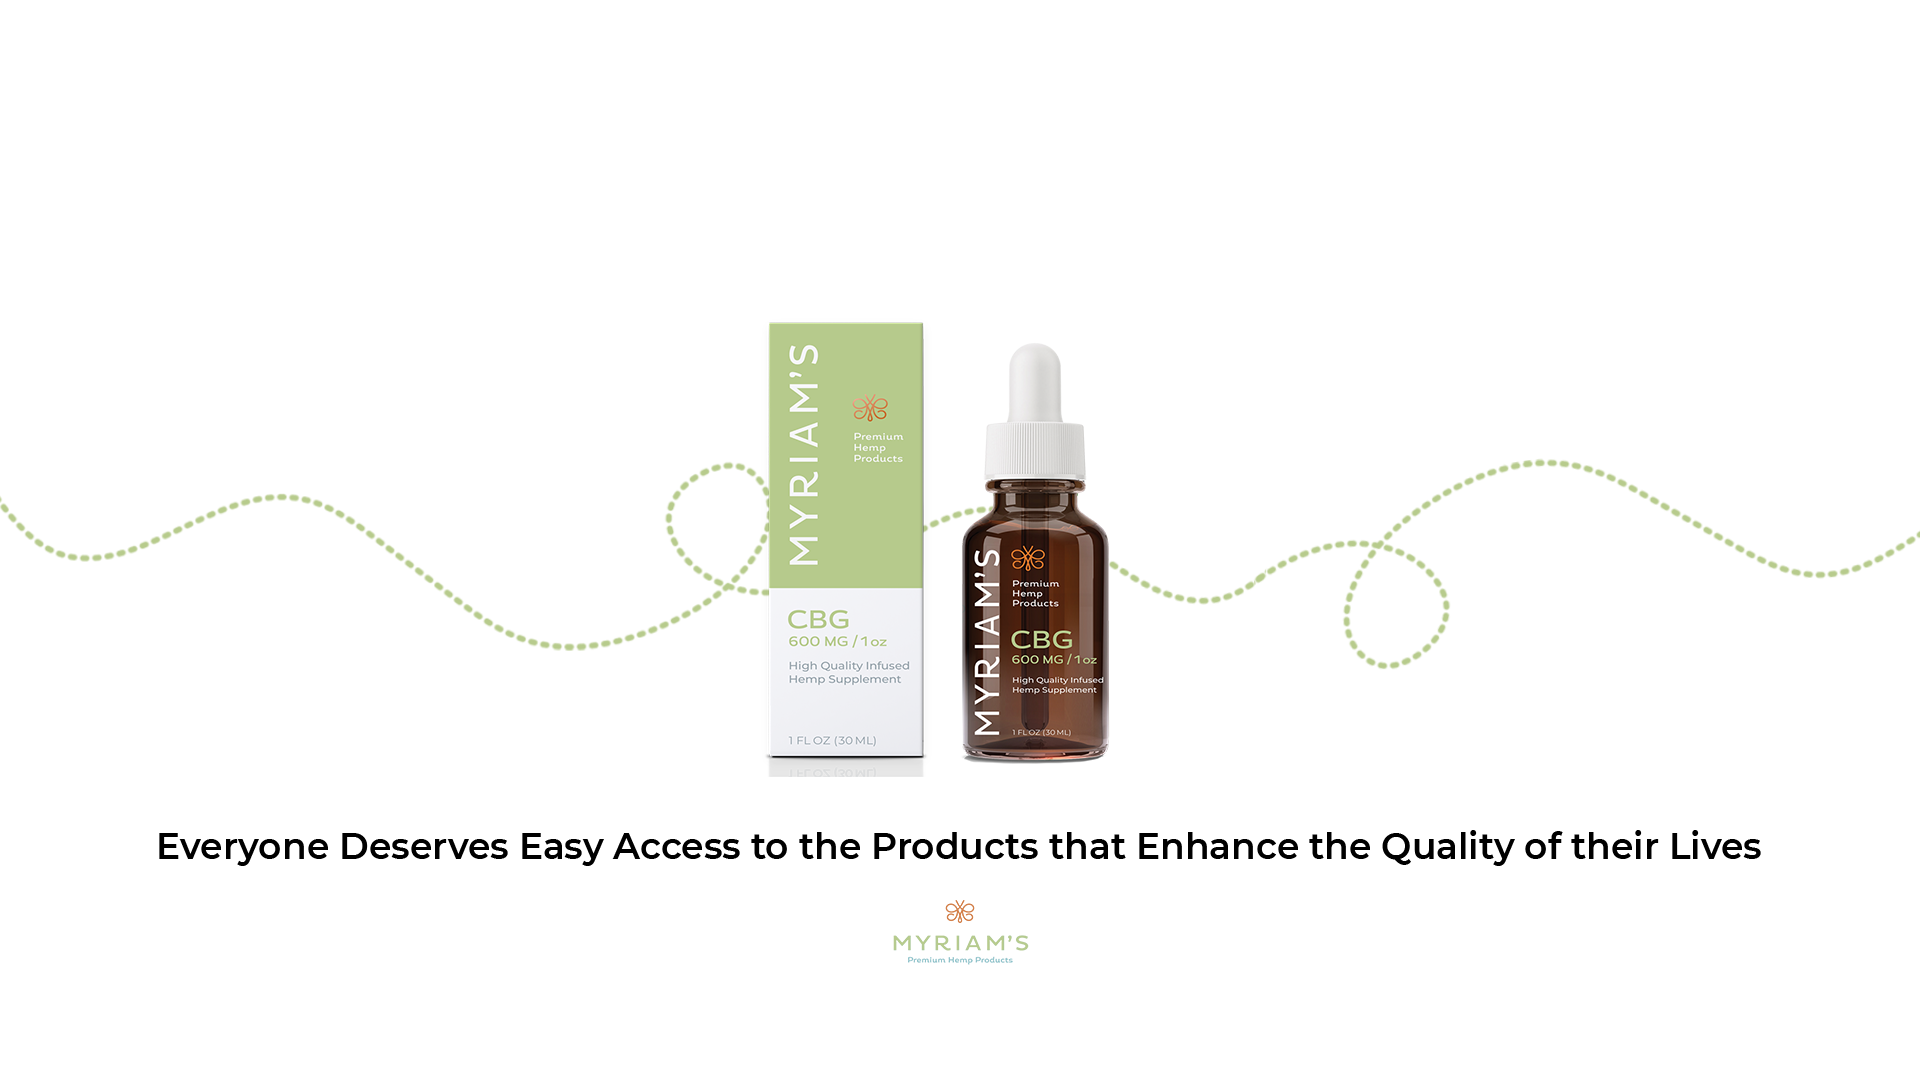 MYRIAM'S
Premium
Hemp
Products
CBG
600 MG / 1 oz
High Quality Infused
Hemp Supplement
1 FL OZ (30 ML)
MYRIAM'S
Premium
Hemp
Products
CBG
600 MG / 1 oz
High Quality Infused
Hemp Supplement
1 FL OZ (30 ML)
Everyone Deserves Easy Access to the Products that Enhance the Quality of their Lives
MYRIAM'S
Premium Hemp Products